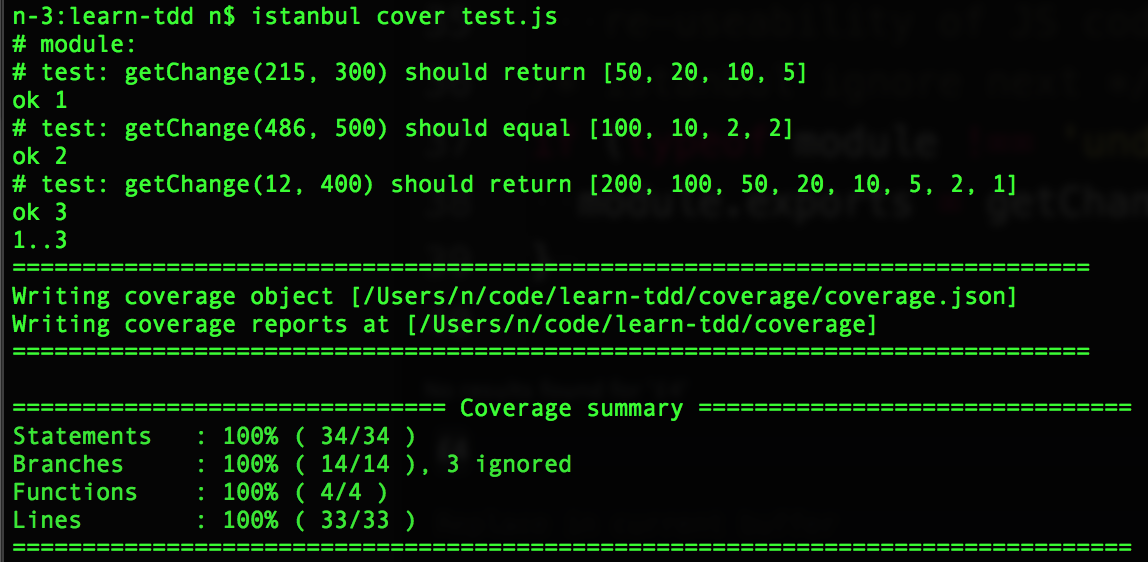 n-3:learn-tdd n$ istanbul cover test.js
# module:
# test: getChange(215, 300) should return [50, 20, 10, 5]
ok 1
# test: getChange(486, 500) should equal [100, 10, 2, 2]
ok 2
# test: getChange(12, 400) should return [200, 100, 50, 20, 10, 5, 2, 1]
ok 3
1..3
=============================================================================
Writing coverage object [/Users/n/code/learn-tdd/coverage/coverage.json]
Writing coverage reports at [/Users/n/code/learn-tdd/coverage]
=============================================================================
=============================== Coverage summary ===============================
Statements   : 100% ( 34/34 )
Branches     : 100% ( 14/14 ), 3 ignored
Functions    : 100% ( 4/4 )
Lines        : 100% ( 33/33 )
================================================================================